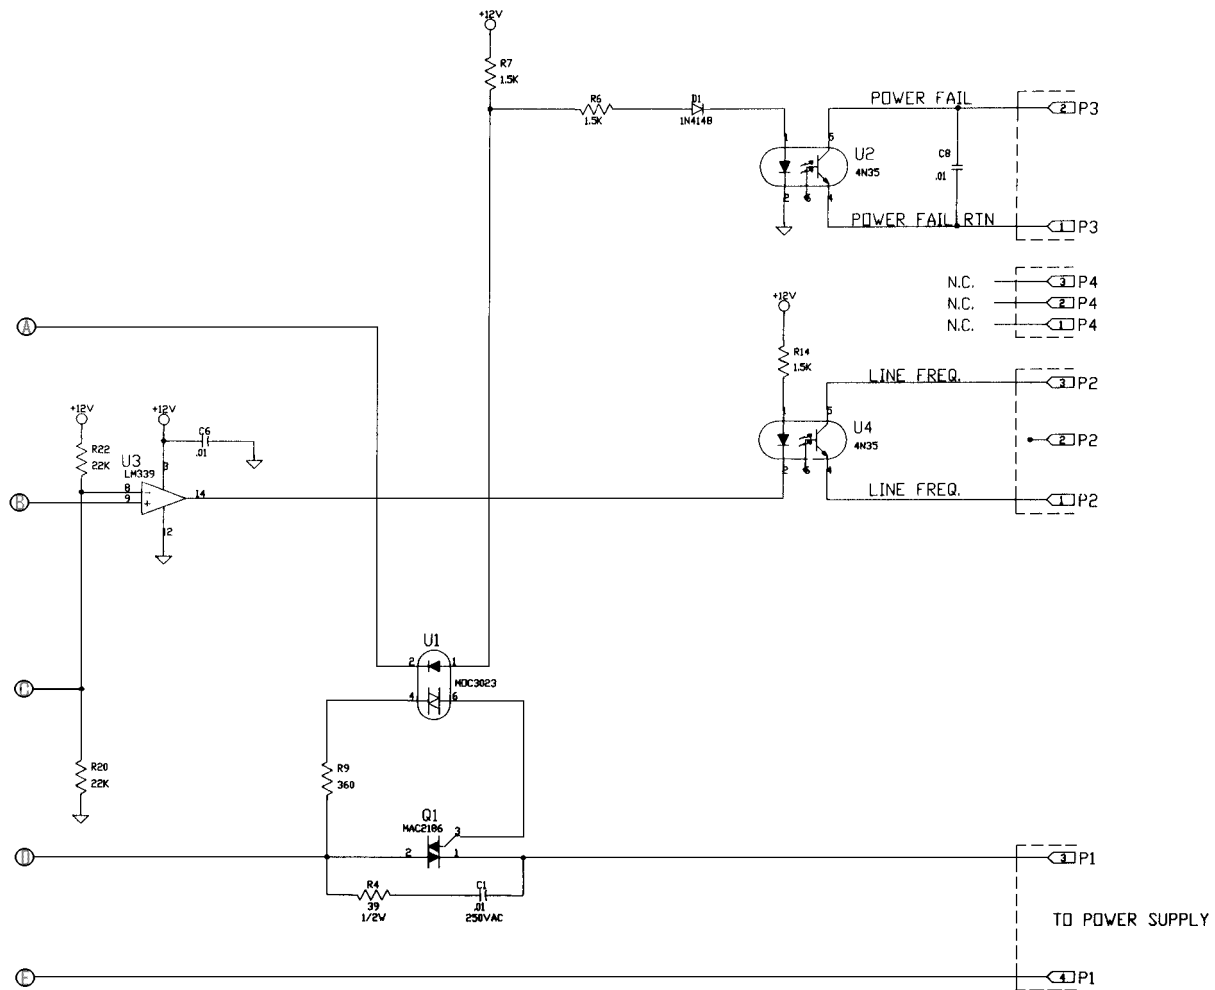 +12V
R7
1.5K
R6
1.5K
D1
1N4148
POWER FAIL
2 P3
1 5
U2
4N35
C8
.01
2 6 4
POWER FAIL RTN
1 P3
N.C. 3 P4
N.C. 2 P4
N.C. 1 P4
+12V
A
R14
1.5K
LINE FREQ.
3 P2
+12V
+12V
R22
22K
C6
.01
1 5
U4
4N35
2 P2
U3
LM339
3
8 -
9 +
14
2 6 4
LINE FREQ.
1 P2
B
12
U1
2 1
MOC3023
4 6
C
R20
22K
R9
360
Q1
MAC2186
3
2 1
D
3 P1
R4
39
1/2W
C1
.01
250VAC
TO POWER SUPPLY
E
4 P1